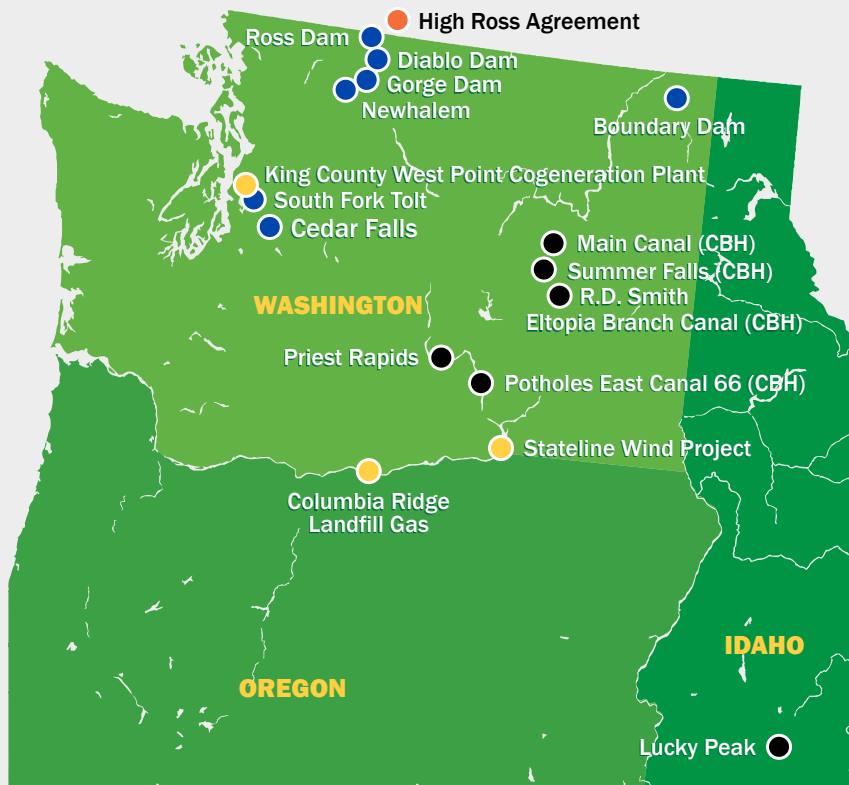 High Ross Agreement
Ross Dam
Diablo Dam
Gorge Dam
Newhalem
Boundary Dam
King County West Point Cogeneration Plant
South Fork Tolt
Cedar Falls
Main Canal (CBH)
Summer Falls (CBH)
R.D. Smith
WASHINGTON
Eltopia Branch Canal (CBH)
Priest Rapids
Potholes East Canal 66 (CBH)
Stateline Wind Project
Columbia Ridge
Landfill Gas
IDAHO
OREGON
Lucky Peak